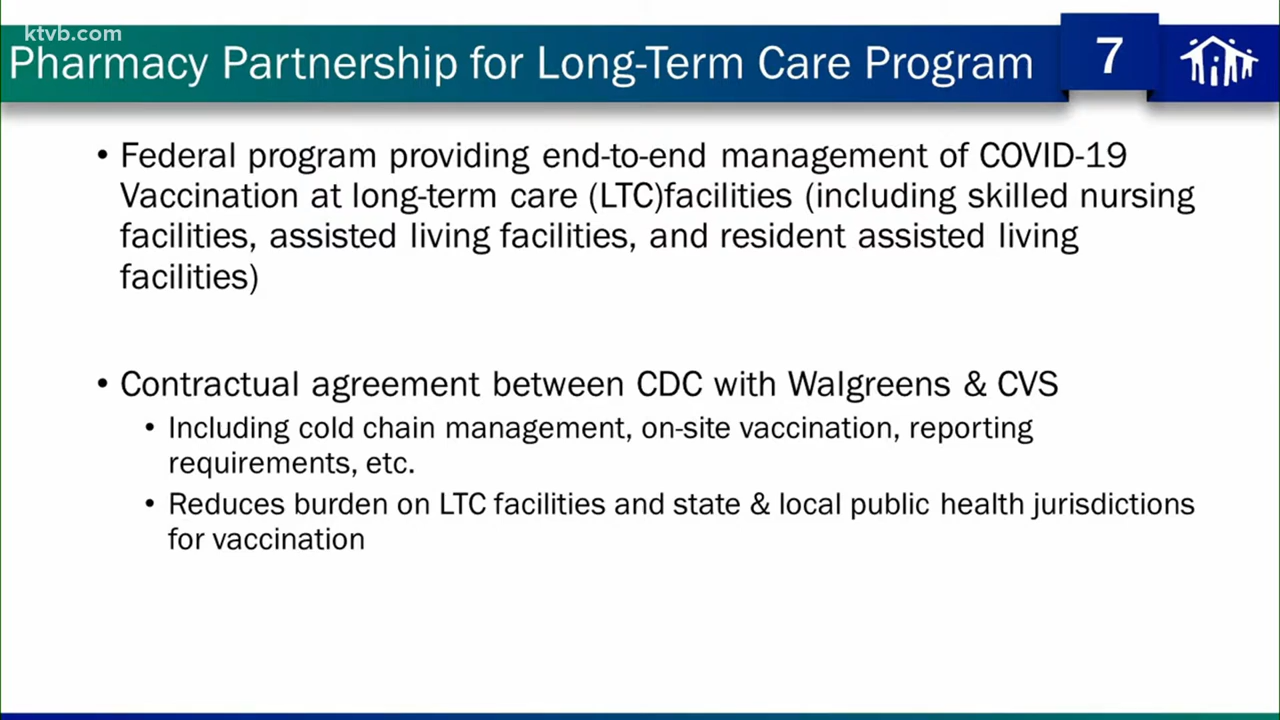 ktvb.com
Pharmacy Partnership for Long-Term Care Program
7
• Federal program providing end-to-end management of COVID-19
Vaccination at long-term care (LTC)facilities (including skilled nursing
facilities, assisted living facilities, and resident assisted living
facilities)
• Contractual agreement between CDC with Walgreens & CVS
• Including cold chain management, on-site vaccination, reporting
requirements, etc.
• Reduces burden on LTC facilities and state & local public health jurisdictions
for vaccination